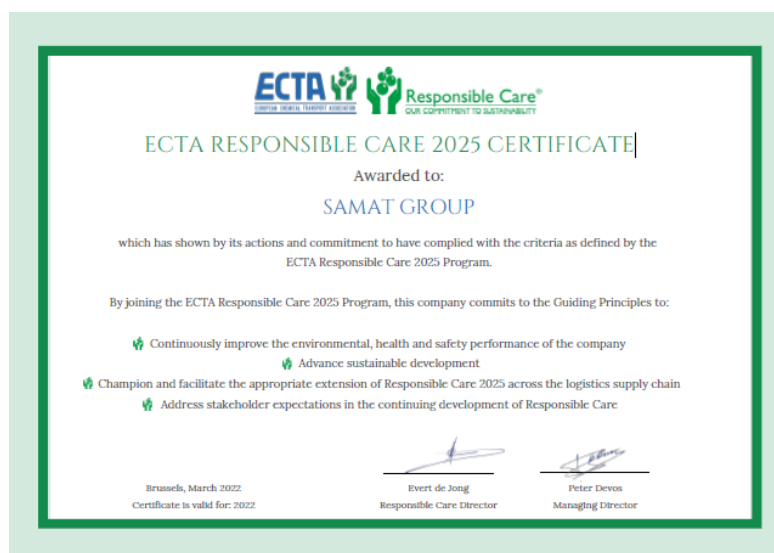 ECTA
EUROPEAN CHEMICAL TRANSPORT ASSOCIATION
Responsible Care®
OUR COMMITMENT TO SUSTAINABILITY
ECTA RESPONSIBLE CARE 2025 CERTIFICATE
Awarded to:
SAMAT GROUP
which has shown by its actions and commitment to have complied with the criteria as defined by the
ECTA Responsible Care 2025 Program.
By joining the ECTA Responsible Care 2025 Program, this company commits to the Guiding Principles to:
Continuously improve the environmental, health and safety performance of the company
Advance sustainable development
Champion and facilitate the appropriate extension of Responsible Care 2025 across the logistics supply chain
Address stakeholder expectations in the continuing development of Responsible Care
Brussels, March 2022
Certificate is valid for: 2022
Evert de Jong
Responsible Care Director
Peter Devos
Managing Director